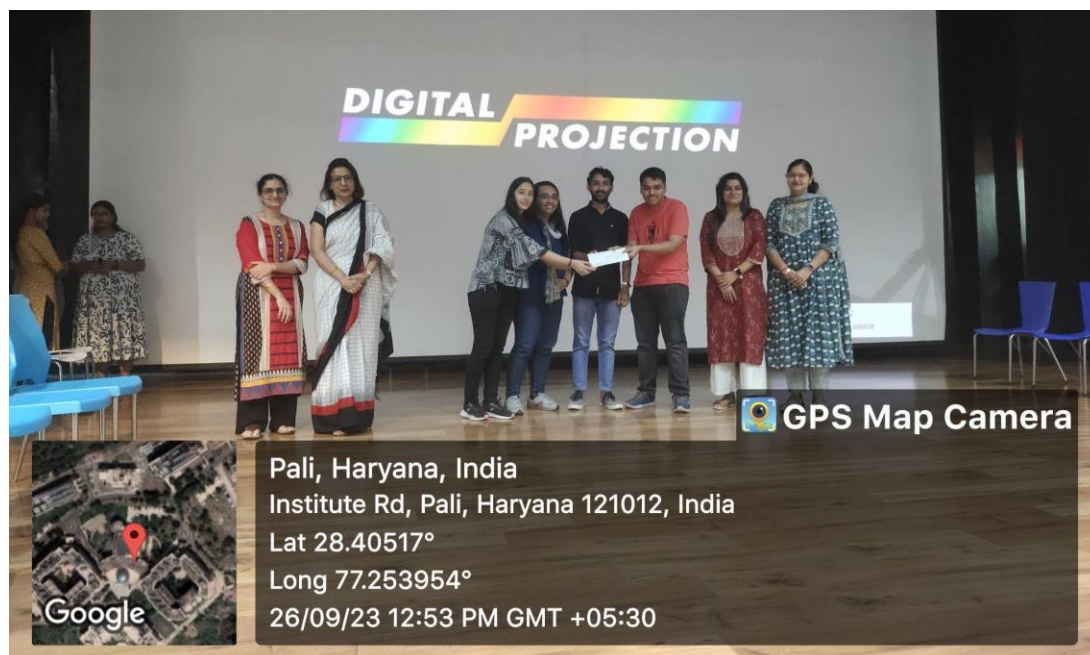 DIGITAL
PROJECTION
source
GPS Map Camera
Pali, Haryana, India
Institute Rd, Pali, Haryana 121012, India
Lat 28.40517°
Long 77.253954°
26/09/23 12:53 PM GMT +05:30
Google